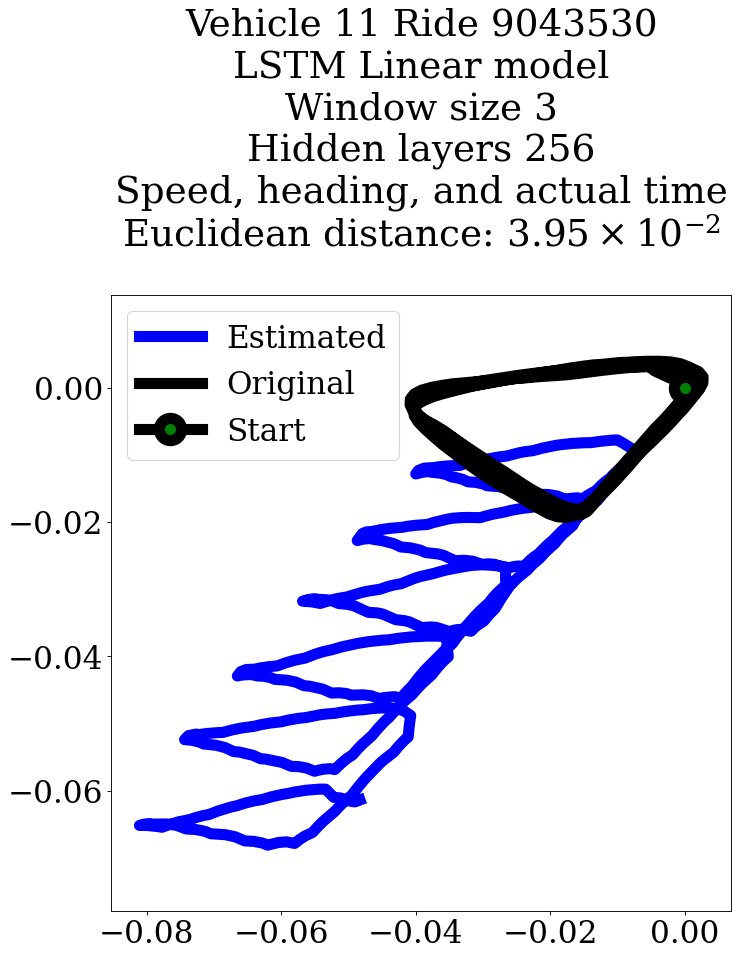 Vehicle 11 Ride 9043530
LSTM Linear model
Window size 3
Hidden layers 256
Speed, heading, and actual time
Euclidean distance: 3.95 × 10⁻²
Estimated
Original
Start
0.00
−0.02
−0.04
−0.06
−0.08 −0.06 −0.04 −0.02 0.00